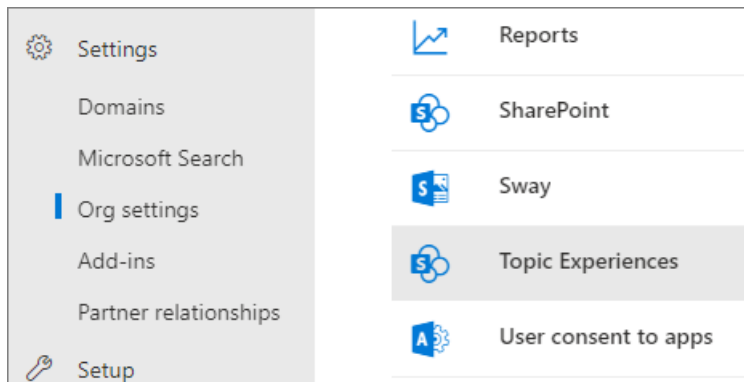 Settings
Domains
Microsoft Search
Org settings
Add-ins
Partner relationships
Setup
Reports
SharePoint
Sway
Topic Experiences
User consent to apps